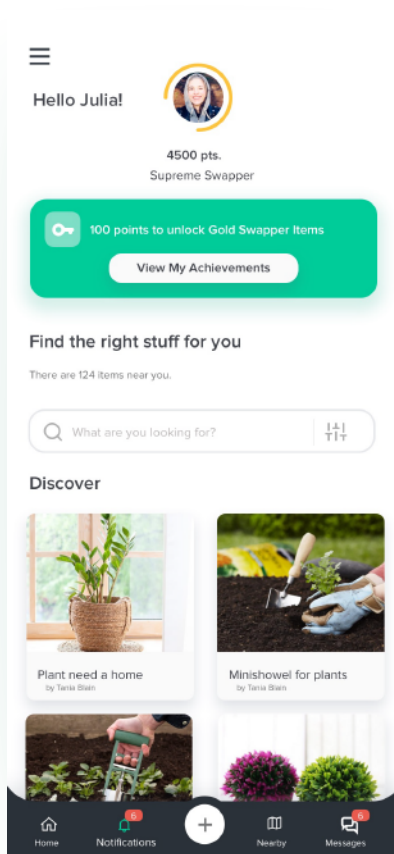 Hello Julia!
4500 pts.
Supreme Swapper
100 points to unlock Gold Swapper Items
View My Achievements
Find the right stuff for you
There are 124 items near you.
What are you looking for?
Discover
Plant need a home
by Tania Blain
Minishowel for plants
by Tania Blain
6
6
Home
Notifications
Nearby
Messages